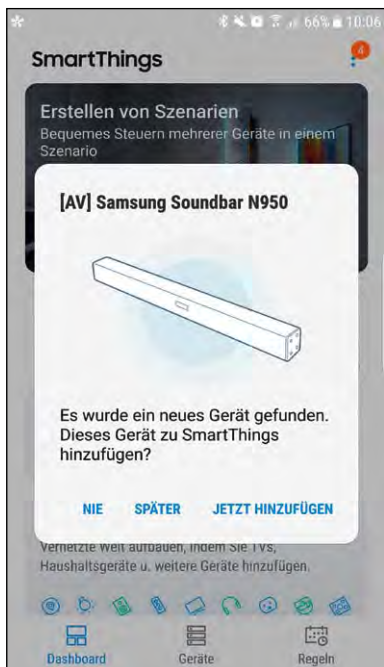 66% 10:06
SmartThings
4
Erstellen von Szenarien
Bequemes Steuern mehrerer Geräte in einem
Szenario
[AV] Samsung Soundbar N950
Es wurde ein neues Gerät gefunden.
Dieses Gerät zu SmartThings
hinzufügen?
NIE SPÄTER JETZT HINZUFÜGEN
Vernetzte Welt aufbauen, indem Sie TVs,
Haushaltsgeräte u. weitere Geräte hinzufügen.
Dashboard Geräte Regeln